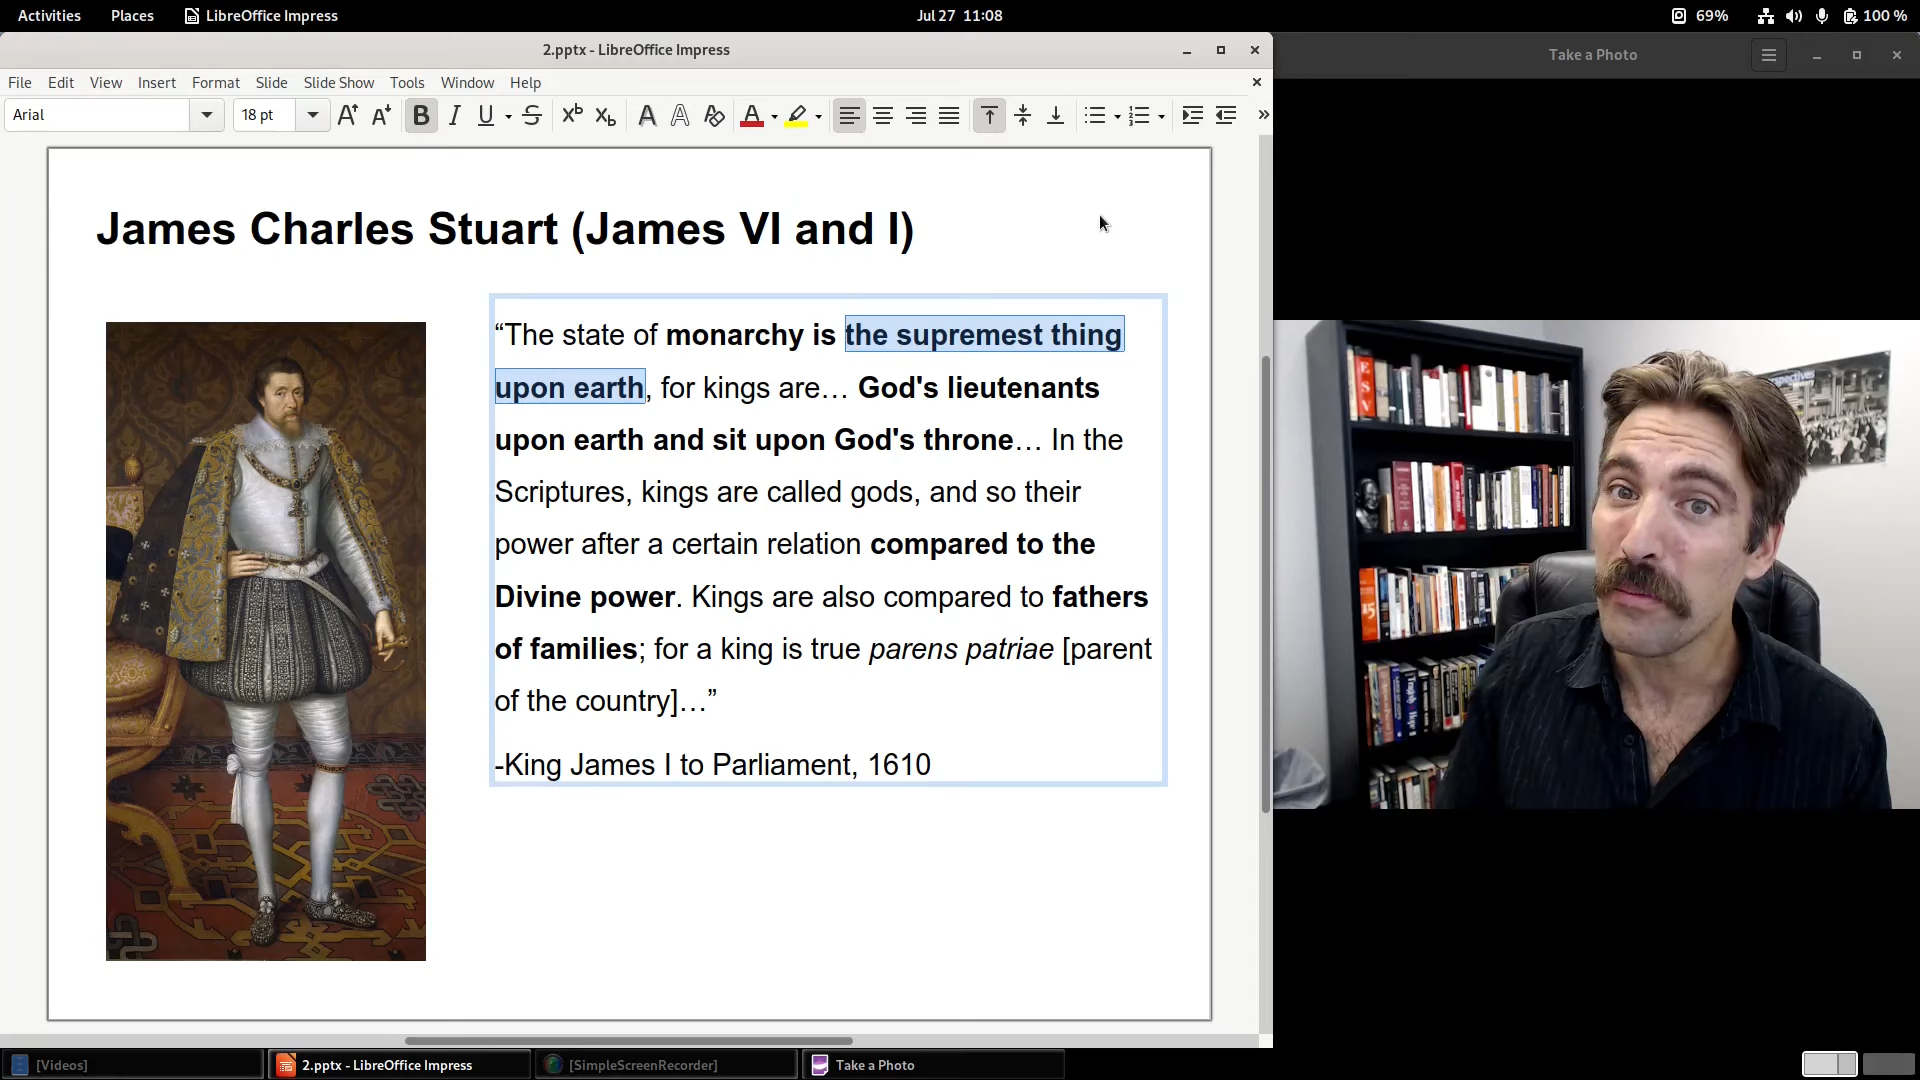 Activities Places LibreOffice Impress Jul 27 11:08 69% 100 %
2.pptx - LibreOffice Impress
Take a Photo
File Edit View Insert Format Slide Slide Show Tools Window Help
Arial 18 pt
James Charles Stuart (James VI and I)
“The state of monarchy is the supremest thing
upon earth, for kings are… God's lieutenants
upon earth and sit upon God's throne… In the
Scriptures, kings are called gods, and so their
power after a certain relation compared to the
Divine power. Kings are also compared to fathers
of families; for a king is true parens patriae [parent
of the country]…”
-King James I to Parliament, 1610
ESV
[Videos] 2.pptx - LibreOffice Impress [SimpleScreenRecorder] Take a Photo